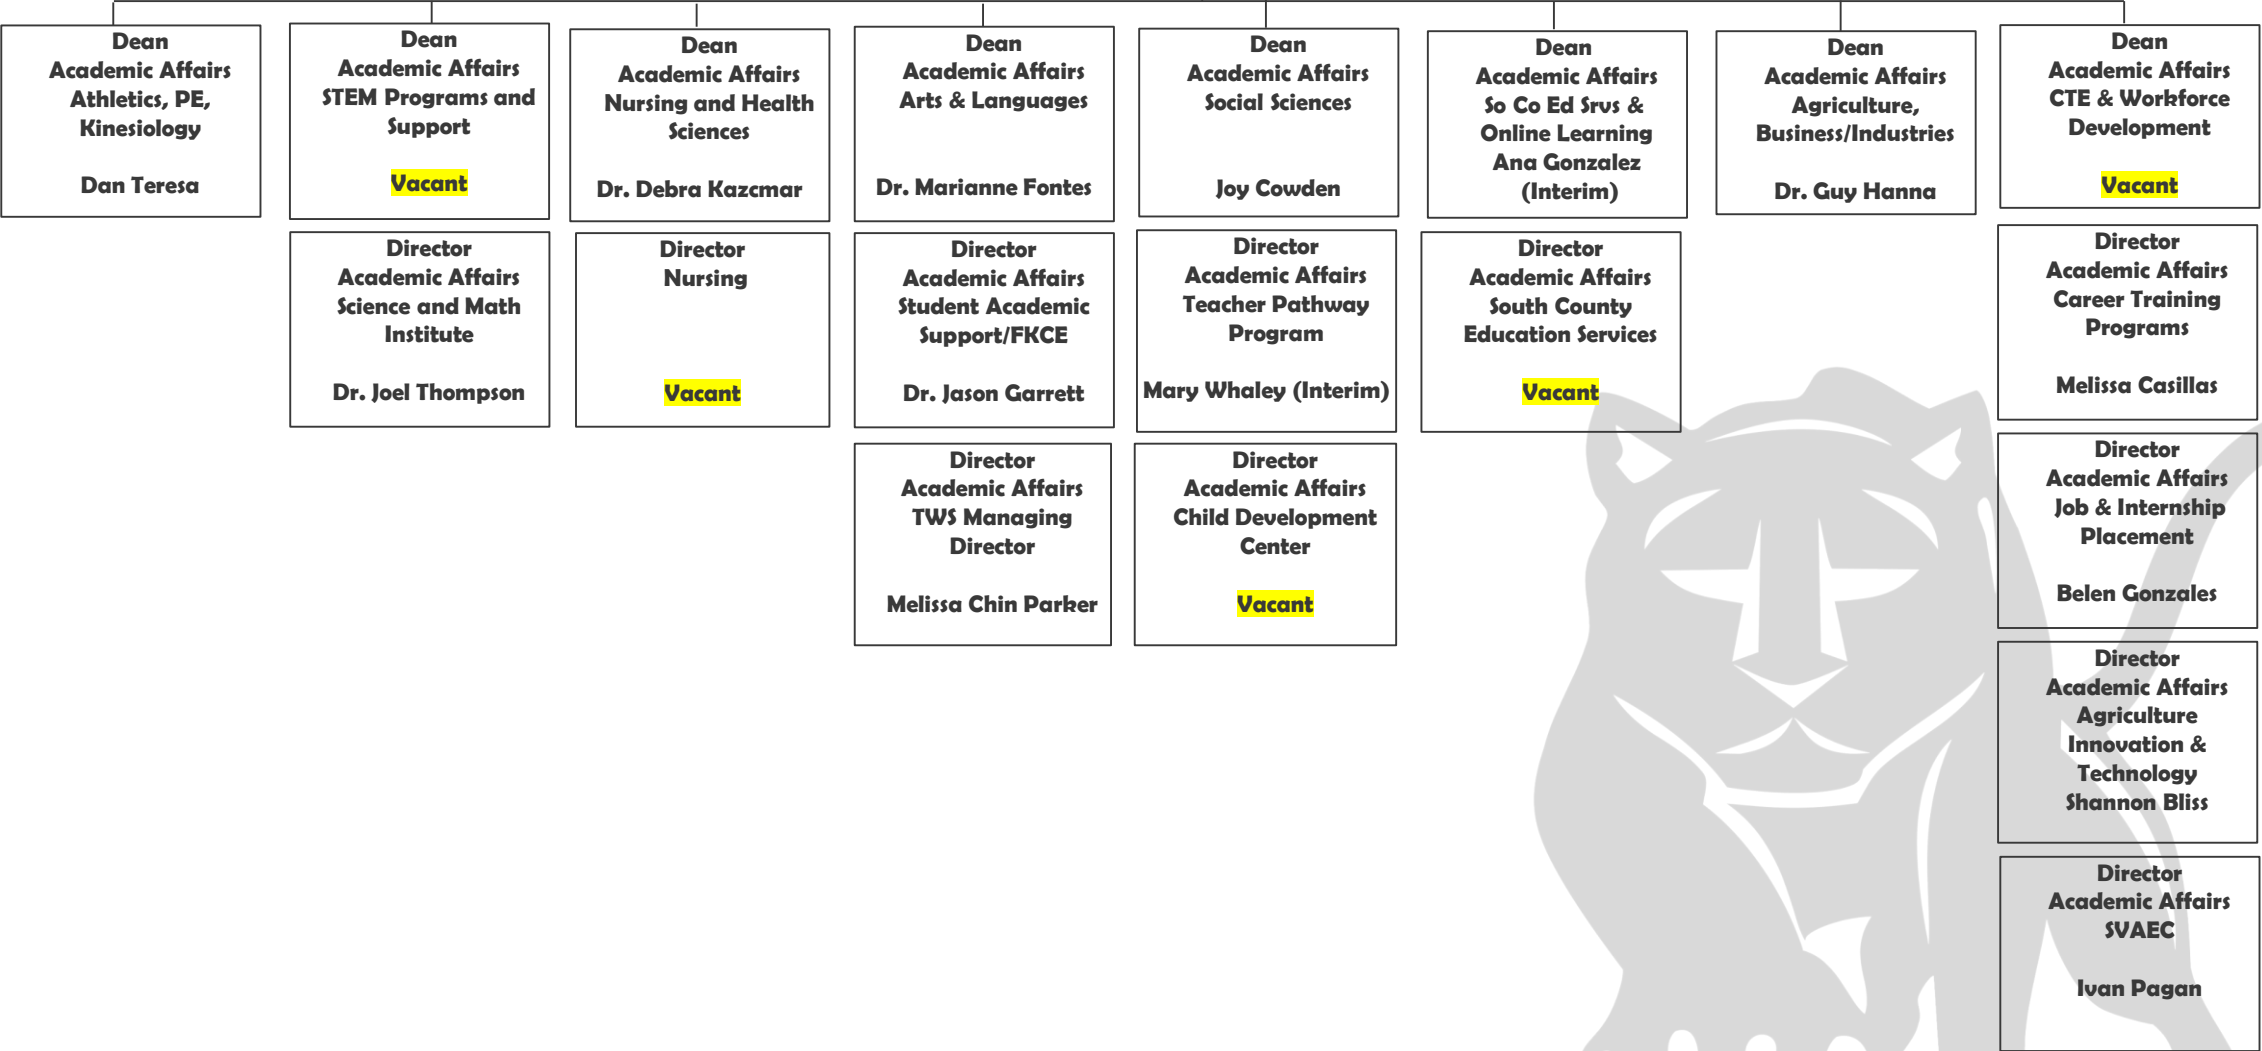 Dean
Academic Affairs
Athletics, PE,
Kinesiology
Dan Teresa
Dean
Academic Affairs
STEM Programs and
Support
Vacant
Dean
Academic Affairs
Nursing and Health
Sciences
Dr. Debra Kazcmar
Dean
Academic Affairs
Arts & Languages
Dr. Marianne Fontes
Dean
Academic Affairs
Social Sciences
Joy Cowden
Dean
Academic Affairs
So Co Ed Srvs &
Online Learning
Ana Gonzalez
(Interim)
Dean
Academic Affairs
Agriculture,
Business/Industries
Dr. Guy Hanna
Dean
Academic Affairs
CTE & Workforce
Development
Vacant
Director
Academic Affairs
Science and Math
Institute
Dr. Joel Thompson
Director
Nursing
Vacant
Director
Academic Affairs
Student Academic
Support/FKCE
Dr. Jason Garrett
Director
Academic Affairs
Teacher Pathway
Program
Mary Whaley (Interim)
Director
Academic Affairs
South County
Education Services
Vacant
Director
Academic Affairs
Career Training
Programs
Melissa Casillas
Director
Academic Affairs
TWS Managing
Director
Melissa Chin Parker
Director
Academic Affairs
Child Development
Center
Vacant
Director
Academic Affairs
Job & Internship
Placement
Belen Gonzales
Director
Academic Affairs
Agriculture
Innovation &
Technology
Shannon Bliss
Director
Academic Affairs
SVAEC
Ivan Pagan